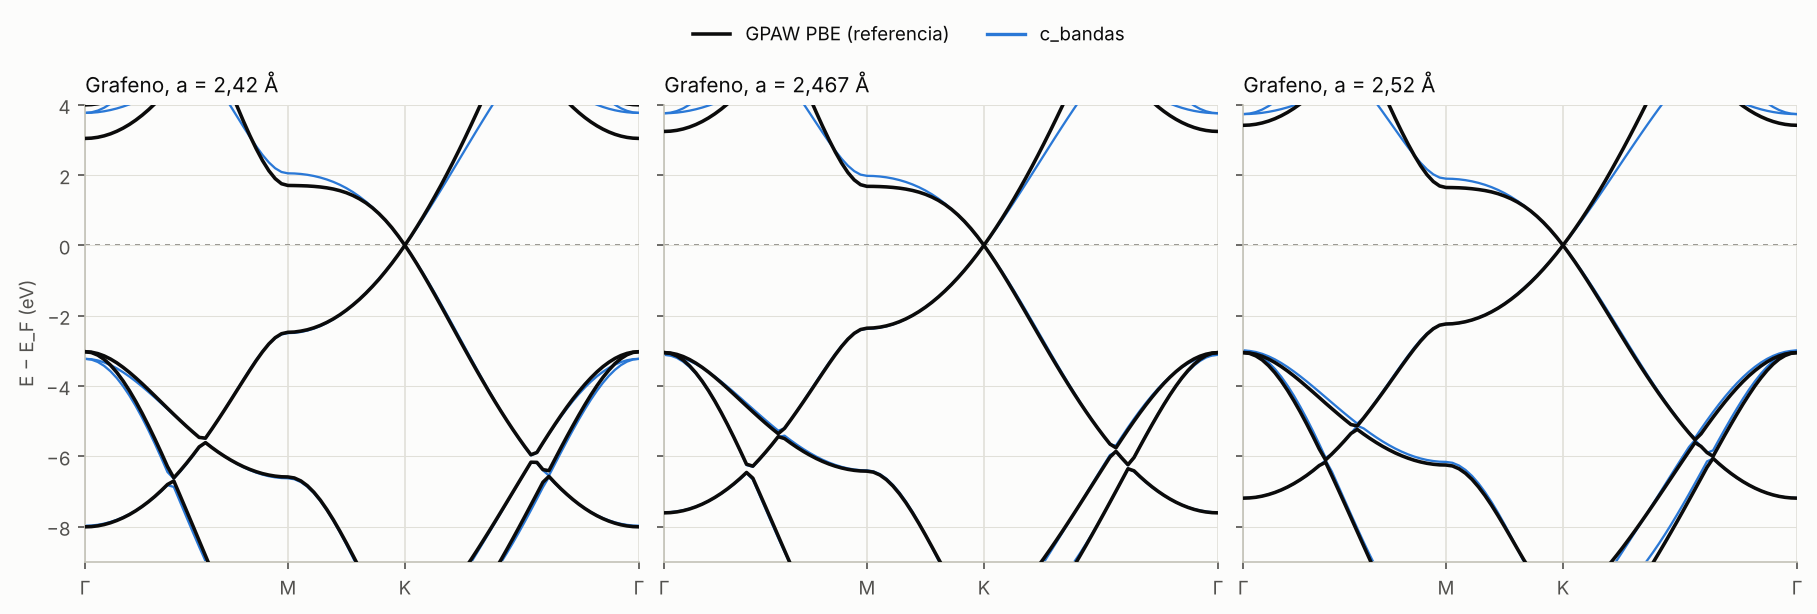 GPAW PBE (referencia)
c_bandas
Grafeno, a = 2,42 Å
Grafeno, a = 2,467 Å
Grafeno, a = 2,52 Å
E − E_F (eV)
4
2
0
−2
−4
−6
−8
Γ
M
K
Γ
Γ
M
K
Γ
Γ
M
K
Γ